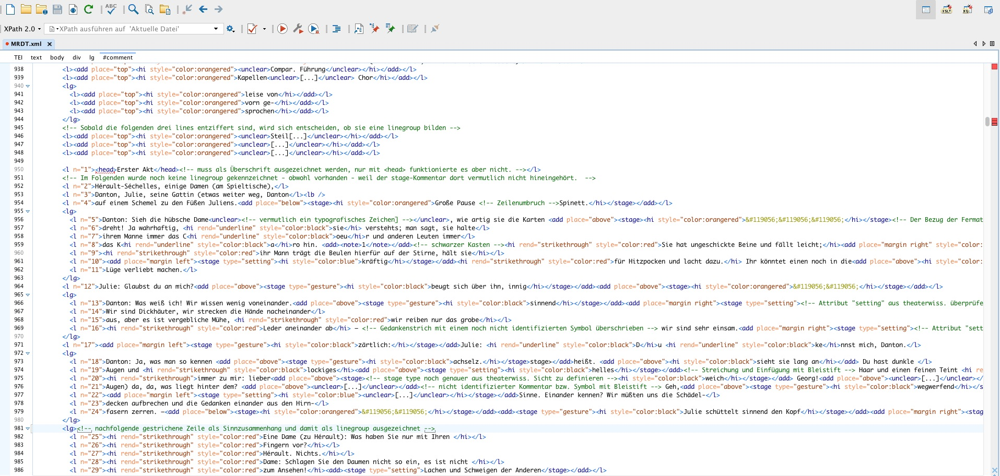 ABC
XSLT
XQ
XPath 2.0
XPath ausführen auf 'Aktuelle Datei'
MRDT.xml
TEI text body div lg #comment
938 <l><add place="top"><hi style="color:orangered"><unclear>Compar. Führung</unclear></hi></add></l>
939 <l><add place="top"><hi style="color:orangered">Kapellen<unclear>[...]</unclear> Chor</hi></add></l>
940 <lg>
941 <l><add place="top"><hi style="color:orangered">leise von</hi></add></l>
942 <l><add place="top"><hi style="color:orangered">vorn ge-</hi></add></l>
943 <l><add place="top"><hi style="color:orangered">sprochen</hi></add></l>
944 </lg>
945 <!-- Sobald die folgenden drei lines entziffert sind, wird sich entscheiden, ob sie eine linegroup bilden -->
946 <l><add place="top"><hi style="color:orangered"><unclear>Steil[...]</unclear></hi></add></l>
947 <l><add place="top"><hi style="color:orangered"><unclear>[...]</unclear></hi></add></l>
948 <l><add place="top"><hi style="color:orangered"><unclear>[...]</unclear></hi></add></l>
949
950 <l n="1"><head>Erster Akt</head><!-- muss als Überschrift ausgezeichnet werden, nur mit <head> funktionierte es aber nicht. --></l>
951 <!-- Im Folgenden wurde noch keine linegroup gekennzeichnet - obwohl vorhanden - weil der stage-Kommentar dort vermutlich nicht hineingehört.  -->
952 <l n="2">Hérault-Séchelles, einige Damen (am Spieltische),</l>
953 <l n="3">Danton, Julie, seine Gattin (etwas weiter weg, Danton</l><lb />
954 <l n="4">auf einem Schemel zu den Füßen Juliens.<add place="below"><stage><hi style="color:orangered">Große Pause <!-- Zeilenumbruch -->Spinett.</hi></stage></add></l>
955 <lg>
956 <l n="5">Danton: Sieh die hübsche Dame<unclear><!-- vermutlich ein typografisches Zeichen] --></unclear>, wie artig sie die Karten <add place="above"><stage><hi style="color:orangered">&#119056;&#119056;&#119056;</hi></stage><!-- Der Bezug der Fermat
957 <l n="6">dreht! Ja wahrhaftig, <hi rend="underline" style="color:black">sie</hi> verstehts; man sagt, sie halte</l>
958 <l n="7">ihrem Manne immer das C<hi rend="underline" style="color:black">oeu</hi>r und anderen Leuten immer</l>
959 <l n="8">das K<hi rend="underline" style="color:black">a</hi>ro hin. <add><note>1</note></add><!-- schwarzer Kasten --><hi rend="strikethrough" style="color:red">Sie hat ungeschickte Beine und fällt leicht;</hi><add place="margin right" style="color:
960 <l n="9"><hi rend="strikethrough" style="color:red">ihr Mann trägt die Beulen hierfür auf der Stirne, hält sie</hi></l>
961 <l n="10"><add place="margin left"><stage type="setting"><hi style="color:blue">kräftig</hi></stage></add><hi rend="strikethrough" style="color:red">für Hitzpocken und lacht dazu.</hi> Ihr könntet einen noch in die<add place="above"><hi style="color:
962 <l n="11">Lüge verliebt machen.</l>
963 </lg>
964 <l n="12">Julie: Glaubst du an mich?<add place="above"><stage type="gesture"><hi style="color:black">beugt sich über ihn, innig</hi></stage></add><add place="above"><stage><hi style="color:orangered">&#119056;&#119056;</hi></stage></add></l>
965 <lg>
966 <l n="13">Danton: Was weiß ich! Wir wissen wenig voneinander.<add place="above"><stage type="gesture"><hi style="color:black">sinnend</hi></stage></add><add place="margin right"><stage type="setting"><!-- Attribut "setting" aus theaterwiss. überprüfe
967 <l n="14">Wir sind Dickhäuter, wir strecken die Hände nacheinander</l>
968 <l n="15">aus, aber es ist vergebliche Mühe, <hi rend="strikethrough" style="color:red">wir reiben nur das grobe</hi></l>
969 <l n="16"><hi rend="strikethrough" style="color:red">Leder aneinander ab</hi> – <!-- Gedankenstrich mit einem noch nicht identifizierten Symbol überschrieben --> wir sind sehr einsam.<add place="margin right"><stage type="setting"><!-- Attribut "sett
970 </lg>
971 <l n="17"><add place="margin left"><stage type="gesture"><hi style="color:black">zärtlich:</hi></stage></add>Julie: <hi rend="underline" style="color:black">D</hi>u <hi rend="underline" style="color:black">ke</hi>nnst mich, Danton.</l>
972 <lg>
973 <l n="18">Danton: Ja, was man so kennen <add place="above"><stage type="gesture"><hi style="color:black">achselz.</hi></stage>stage></add>heißt. <add place="above"><hi style="color:black">sieht sie lang an</hi></add> Du hast dunkle </l>
974 <l n="19">Augen und <hi rend="strikethrough" style="color:red">lockiges</hi><add place="above"><stage type="setting"><hi style="color:black">helles</hi></stage></add><!-- Streichung und Einfügung mit Bleistift --> Haar und einen feinen Teint <hi re
975 <l n="20"><hi rend="strikethrough" style="color:red">immer zu mir: lieber<add place="above"><stage><!-- stage type noch genauer aus theaterwiss. Sicht zu definieren --><hi style="color:black">weich</hi></stage></add> Georg!<add place="above"><unclear>[...]</unclear></
976 <l n="21">Augen) da, da, was liegt hinter dem? <add place="above"><unclear>[...]</unclear></add><!-- nicht identifizierter Kommentar bzw. Symbol mit Bleistift --> Geh,<add place="above"><stage type="gesture"><hi style="color:black">wegwerfend</hi></s
977 <l n="22"><add place="margin left"><stage type="setting"><hi style="color:blue"><unclear>[...]</unclear></hi></stage></add>Sinne. Einander kennen? Wir müßten uns die Schädel-</l>
978 <l n="23">decken aufbrechen und die Gedanken einander aus den Hirn-</l>
979 <l n="24">fasern zerren. –<add place="below"><stage><hi style="color:orangered">&#119056;&#119056;</hi></stage></add><add><stage type="gesture"><hi style="color:black">Julie schüttelt sinnend den Kopf</hi></stage></add><add place="margin right"><stag
980 </lg>
981 <lg><!-- nachfolgende gestrichene Zeile als Sinnzusammenhang und damit als linegroup ausgezeichnet -->
982 <l n="25"><hi rend="strikethrough" style="color:red">Eine Dame (zu Hérault): Was haben Sie nur mit Ihren </hi></l>
983 <l n="26"><hi rend="strikethrough" style="color:red">Fingern vor?</hi></l>
984 <l n="27"><hi rend="strikethrough" style="color:red">Hérault. Nichts.</hi></l>
985 <l n="28"><hi rend="strikethrough" style="color:red">Dame: Schlagen Sie den Daumen nicht so ein, es ist nicht </hi></l>
986 <l n="29"><hi rend="strikethrough" style="color:red">zum Ansehen!</hi><add><stage type="setting">Lachen und Schweigen der Anderen</stage></add></l>